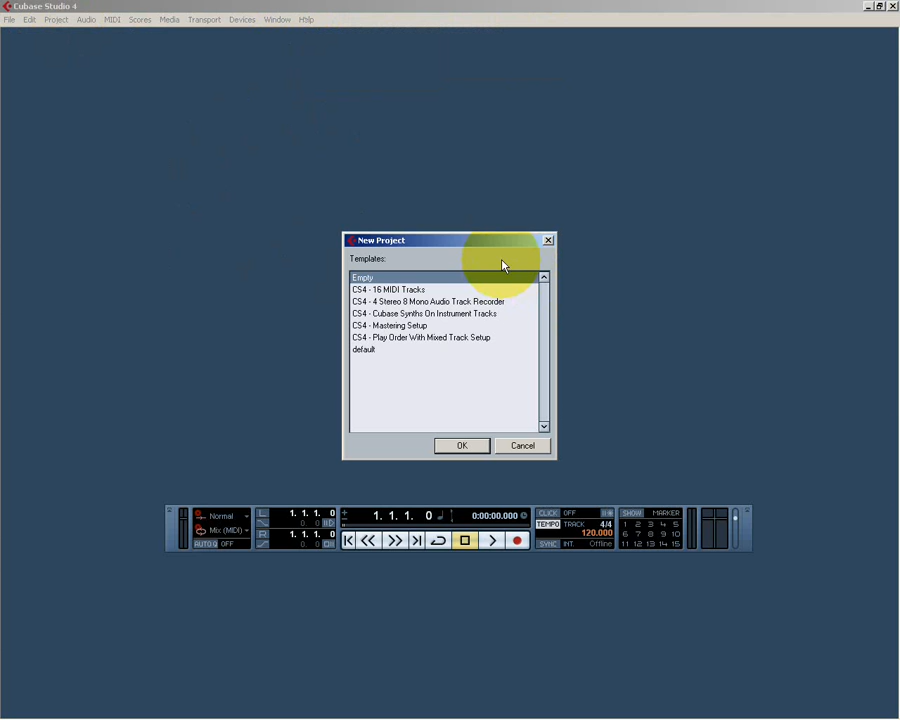 Cubase Studio 4
File Edit Project Audio MIDI Scores Media Transport Devices Window Help
New Project
Templates:
Empty
CS4 - 16 MIDI Tracks
CS4 - 4 Stereo 8 Mono Audio Track Recorder
CS4 - Cubase Synths On Instrument Tracks
CS4 - Mastering Setup
CS4 - Play Order With Mixed Track Setup
default
OK Cancel
Normal
Mix (MIDI)
AUTO Q OFF
L 1. 1. 1. 0
0 0
R 1. 1. 1. 0
0 0
1. 1. 1. 0 0:00:00.000
CLICK OFF
TEMPO TRACK 4/4
120.000
SYNC INT. Offline
SHOW MARKER
1 2 3 4 5
6 7 8 9 10
11 12 13 14 15